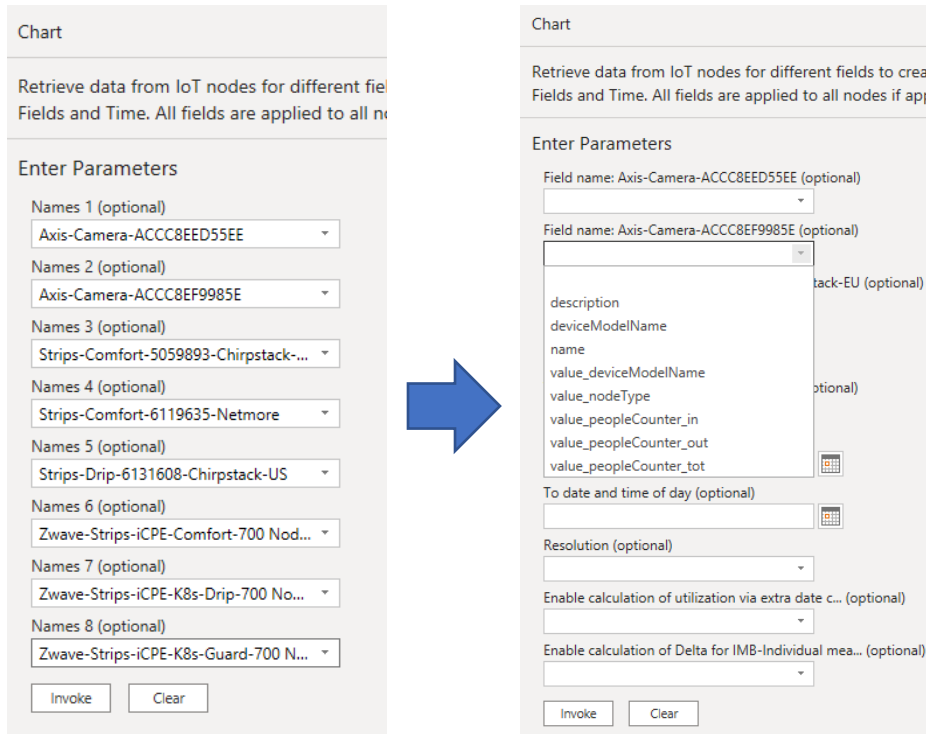 Chart
Retrieve data from IoT nodes for different
Fields and Time. All fields are applied to all
Enter Parameters
Names 1 (optional)
Axis-Camera-ACCC8EED55EE
Names 2 (optional)
Axis-Camera-ACCC8EF9985E
Names 3 (optional)
Strips-Comfort-5059893-Chirpstack-...
Names 4 (optional)
Strips-Comfort-6119635-Netmore
Names 5 (optional)
Strips-Drip-6131608-Chirpstack-US
Names 6 (optional)
Zwave-Strips-iCPE-Comfort-700 Nod...
Names 7 (optional)
Zwave-Strips-iCPE-K8s-Drip-700 No...
Names 8 (optional)
Zwave-Strips-iCPE-K8s-Guard-700 N...
Invoke
Clear
Chart
Retrieve data from IoT nodes for different fields to
Fields and Time. All fields are applied to all nodes if
Enter Parameters
Field name: Axis-Camera-ACCC8EED55EE (optional)
Field name: Axis-Camera-ACCC8EF9985E (optional)
tack-EU (optional)
description
deviceModelName
name
value_deviceModelName
value_nodeType
value_peopleCounter_in
value_peopleCounter_out
value_peopleCounter_tot
To date and time of day (optional)
Resolution (optional)
Enable calculation of utilization via extra date c... (optional)
Enable calculation of Delta for IMB-Individual mea... (optional)
Invoke
Clear